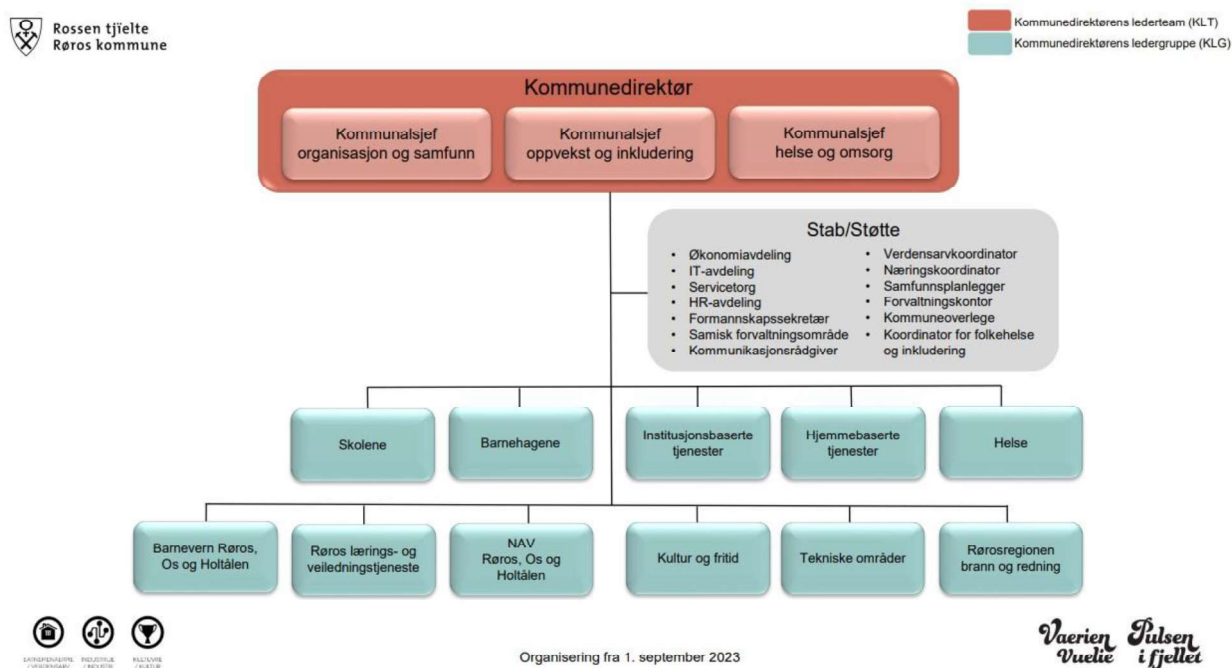 Rossen tjïelte
Røros kommune
Kommunedirektørens lederteam (KLT)
Kommunedirektørens ledergruppe (KLG)
Kommunedirektør
Kommunalsjef
organisasjon og samfunn
Kommunalsjef
oppvekst og inkludering
Kommunalsjef
helse og omsorg
Stab/Støtte
• Økonomiavdeling
• IT-avdeling
• Servicetorg
• HR-avdeling
• Formannskapssekretær
• Samisk forvaltningsområde
• Kommunikasjonsrådgiver
• Verdensarvkoordinator
• Næringskoordinator
• Samfunnsplanlegger
• Forvaltningskontor
• Kommuneoverlege
• Koordinator for folkehelse
og inkludering
Skolene
Barnehagene
Institusjonsbaserte
tjenester
Hjemmebaserte
tjenester
Helse
Barnevern Røros,
Os og Holtålen
Røros lærings- og
veiledningstjeneste
NAV
Røros, Os og
Holtålen
Kultur og fritid
Tekniske områder
Rørosregionen
brann og redning
/ VERDENSARV
/ INDUSTRI
/ KULTUR
Organisering fra 1. september 2023
Vaerien
Vuelie
Pulsen
i fjellet